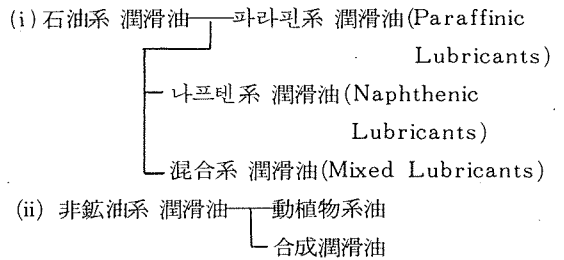 (i) 石油系 潤滑油 파라핀系 潤滑油(Paraffinic
Lubricants)
나프텐系 潤滑油(Naphthenic
Lubricants)
混合系 潤滑油(Mixed Lubricants)
(ii) 非鉱油系 潤滑油 動植物系油
合成潤滑油